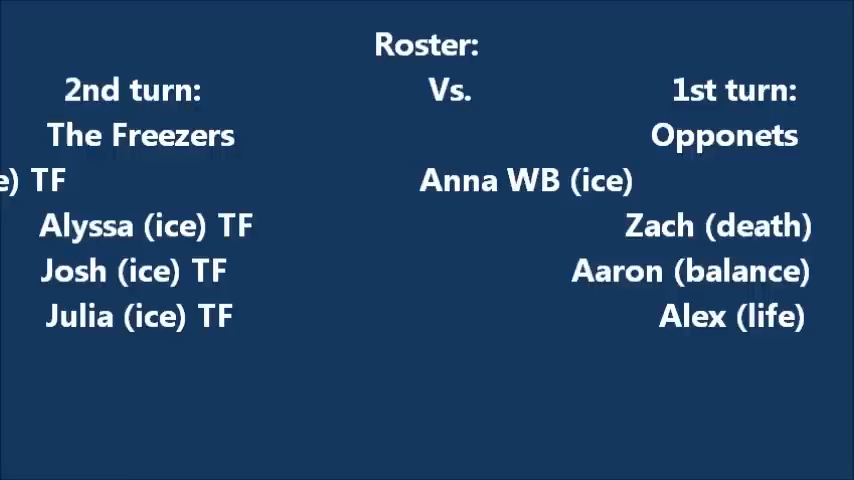 Roster:
2nd turn: Vs. 1st turn:
The Freezers Opponets
e) TF Anna WB (ice)
Alyssa (ice) TF Zach (death)
Josh (ice) TF Aaron (balance)
Julia (ice) TF Alex (life)